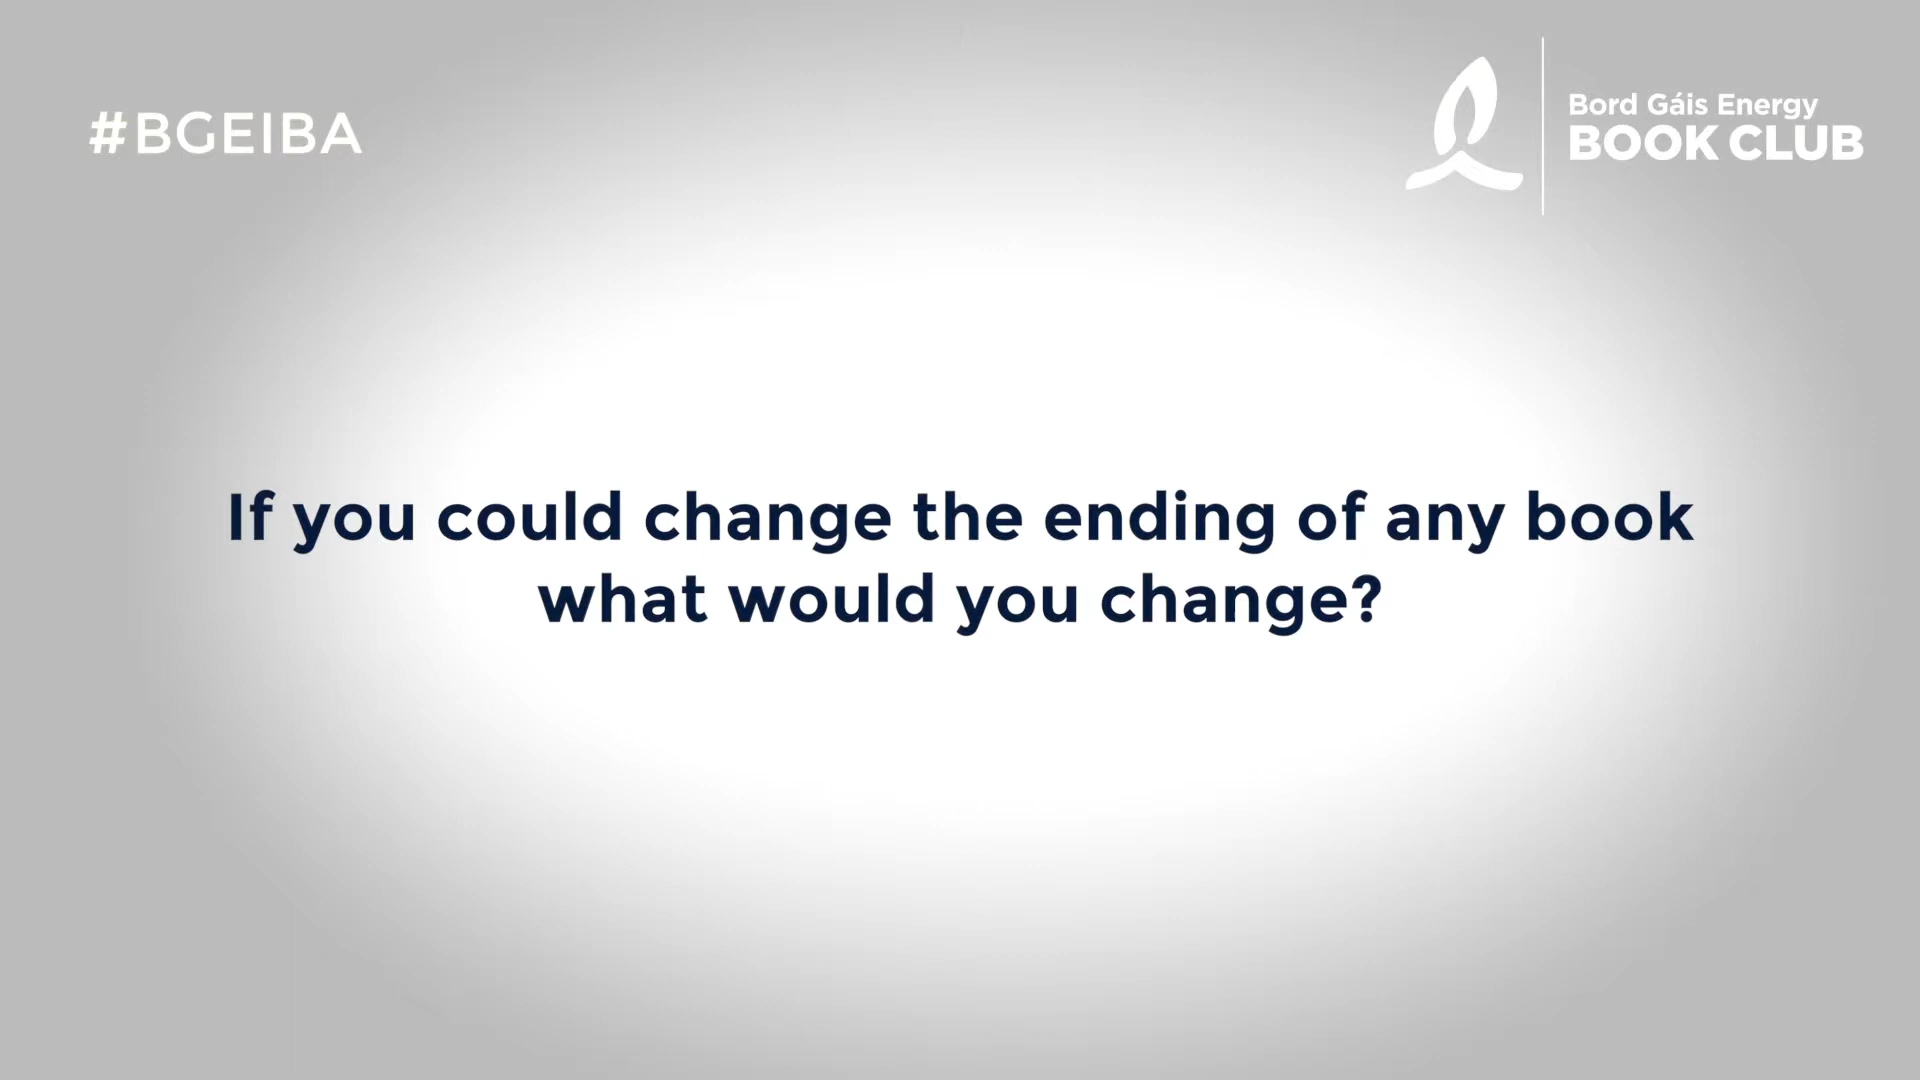 #BGEIBA
Bord Gáis Energy
BOOK CLUB
If you could change the ending of any book
what would you change?